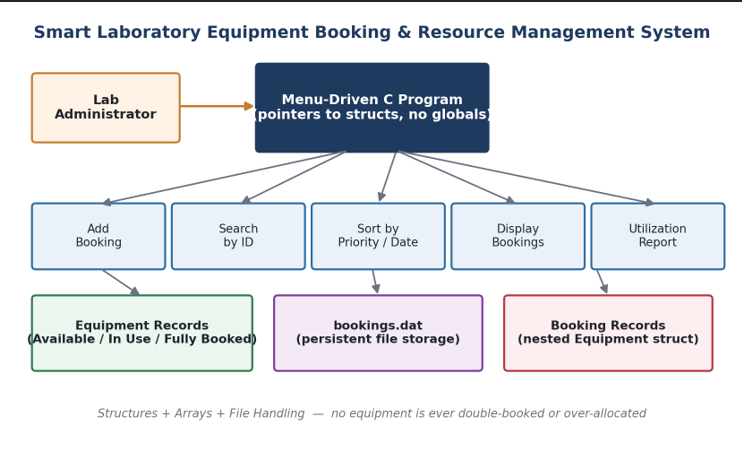 Smart Laboratory Equipment Booking & Resource Management System
Lab
Administrator
Menu-Driven C Program
(pointers to structs, no globals)
Add
Booking
Search
by ID
Sort by
Priority / Date
Display
Bookings
Utilization
Report
Equipment Records
(Available / In Use / Fully Booked)
bookings.dat
(persistent file storage)
Booking Records
(nested Equipment struct)
Structures + Arrays + File Handling — no equipment is ever double-booked or over-allocated